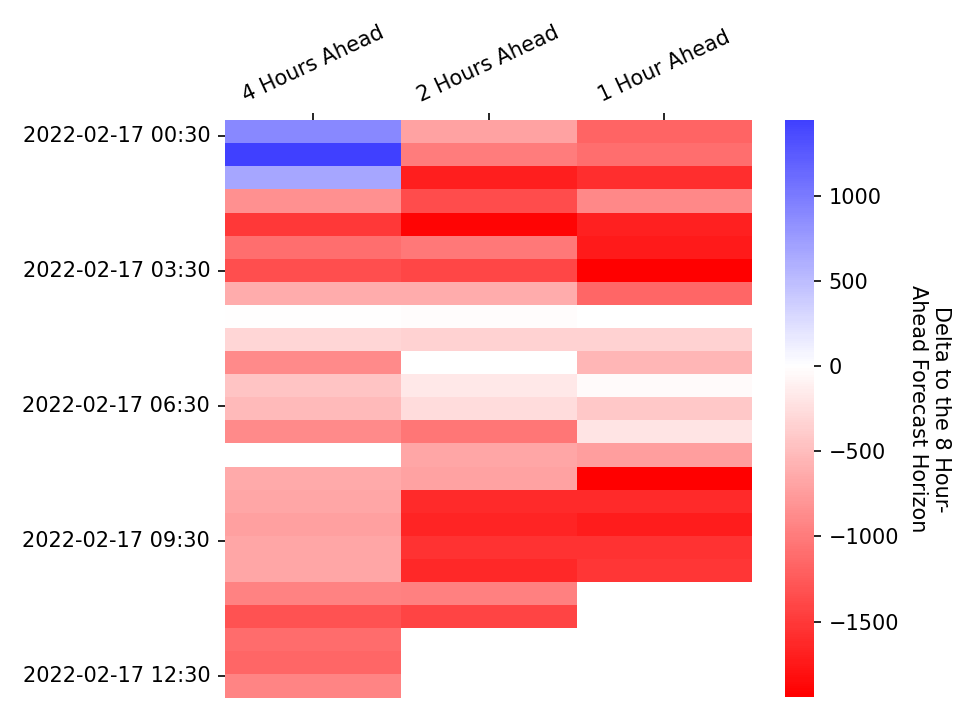 4 Hours Ahead
2 Hours Ahead
1 Hour Ahead
2022-02-17 00:30
2022-02-17 03:30
2022-02-17 06:30
2022-02-17 09:30
2022-02-17 12:30
1000
500
0
−500
−1000
−1500
Delta to the 8 Hour-
Ahead Forecast Horizon